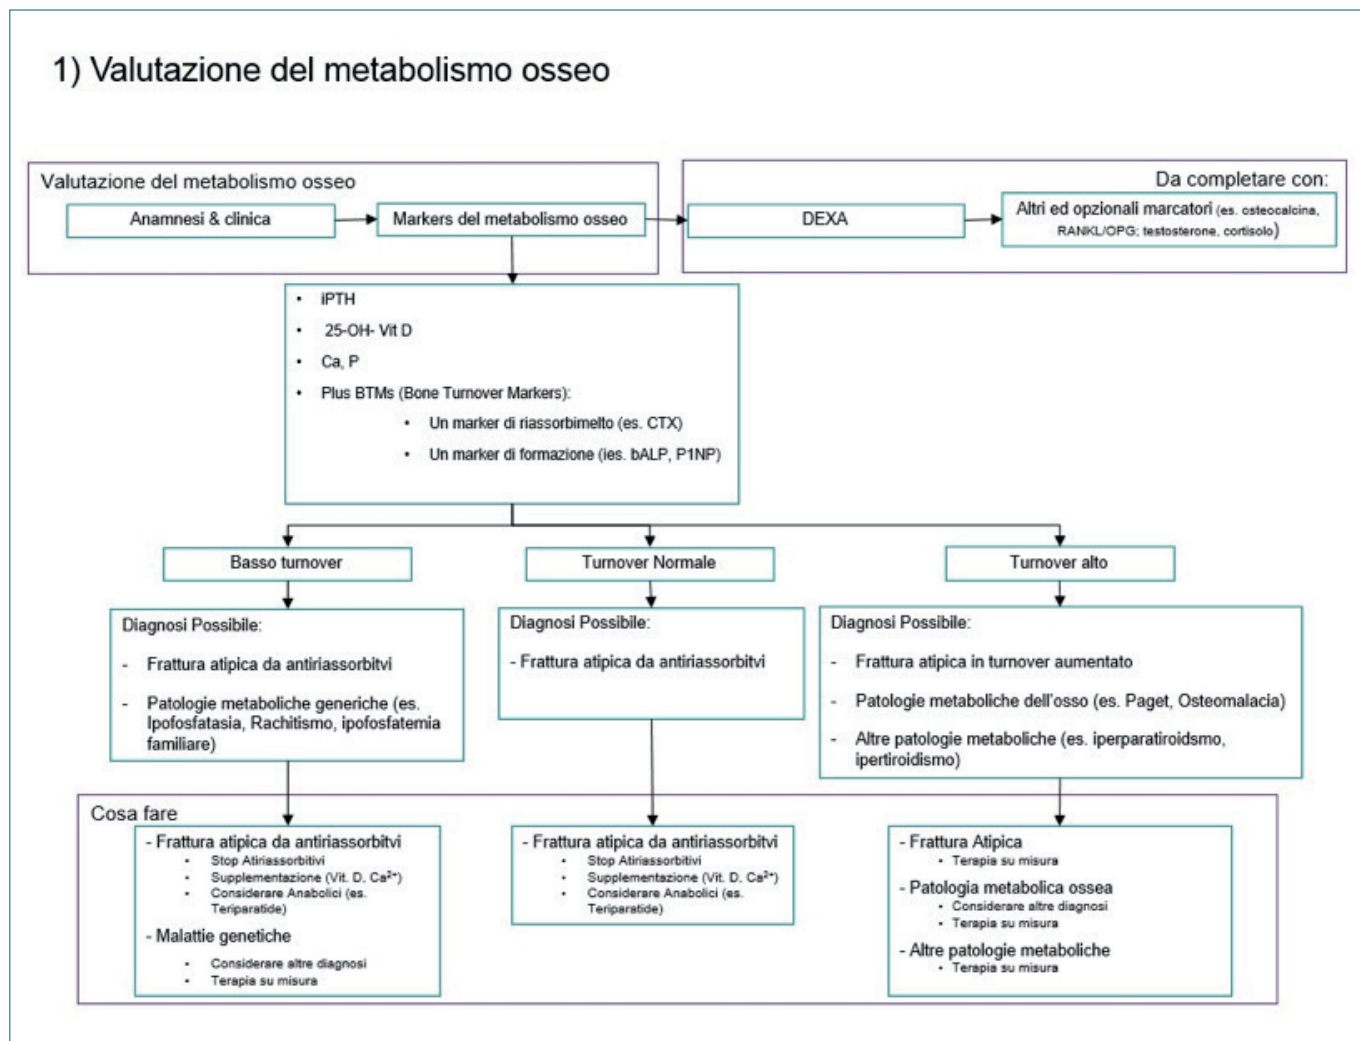 1) Valutazione del metabolismo osseo
Valutazione del metabolismo osseo
Anamnesi & clinica
Markers del metabolismo osseo
Da completare con:
DEXA
Altri ed opzionali marcatori (es. osteocalcina,
RANKL/OPG; testosterone, cortisolo)
• iPTH
• 25-OH- Vit D
• Ca, P
• Plus BTMs (Bone Turnover Markers):
• Un marker di riassorbimelto (es. CTX)
• Un marker di formazione (ies. bALP, P1NP)
Basso turnover
Turnover Normale
Turnover alto
Diagnosi Possibile:
- Frattura atipica da antiriassorbitvi
- Patologie metaboliche generiche (es.
Ipofosfatasia, Rachitismo, ipofosfatemia
familiare)
Diagnosi Possibile:
- Frattura atipica da antiriassorbitvi
Diagnosi Possibile:
- Frattura atipica in turnover aumentato
- Patologie metaboliche dell'osso (es. Paget, Osteomalacia)
- Altre patologie metaboliche (es. iperparatiroidsmo,
ipertiroidismo)
Cosa fare
- Frattura atipica da antiriassorbitvi
• Stop Atiriassorbitivi
• Supplementazione (Vit. D, Ca²⁺)
• Considerare Anabolici (es.
Teriparatide)
- Malattie genetiche
• Considerare altre diagnosi
• Terapia su misura
- Frattura atipica da antiriassorbitvi
• Stop Atiriassorbitivi
• Supplementazione (Vit. D, Ca²⁺)
• Considerare Anabolici (es.
Teriparatide)
- Frattura Atipica
• Terapia su misura
- Patologia metabolica ossea
• Considerare altre diagnosi
• Terapia su misura
- Altre patologie metaboliche
• Terapia su misura